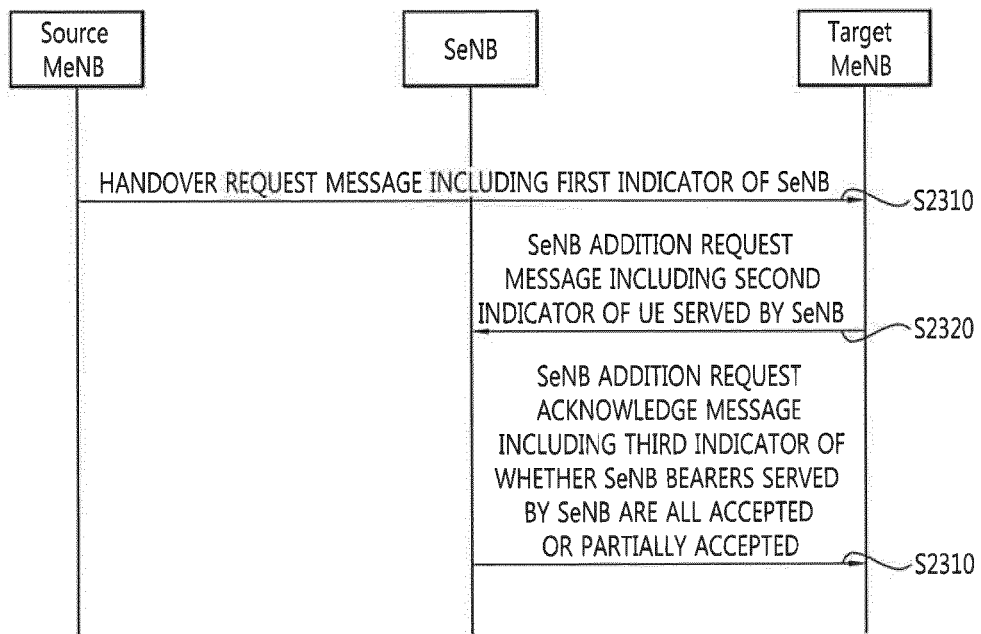 Source
MeNB
SeNB
Target
MeNB
HANDOVER REQUEST MESSAGE INCLUDING FIRST INDICATOR OF SeNB
S2310
SeNB ADDITION REQUEST
MESSAGE INCLUDING SECOND
INDICATOR OF UE SERVED BY SeNB
S2320
SeNB ADDITION REQUEST
ACKNOWLEDGE MESSAGE
INCLUDING THIRD INDICATOR OF
WHETHER SeNB BEARERS SERVED
BY SeNB ARE ALL ACCEPTED
OR PARTIALLY ACCEPTED
S2310